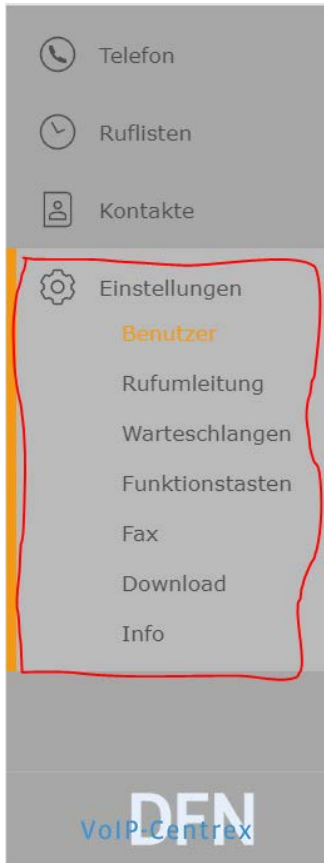 Telefon
Ruflisten
Kontakte
Einstellungen
Benutzer
Rufumleitung
Warteschlangen
Funktionstasten
Fax
Download
Info
DFN
VoIP-Centrex